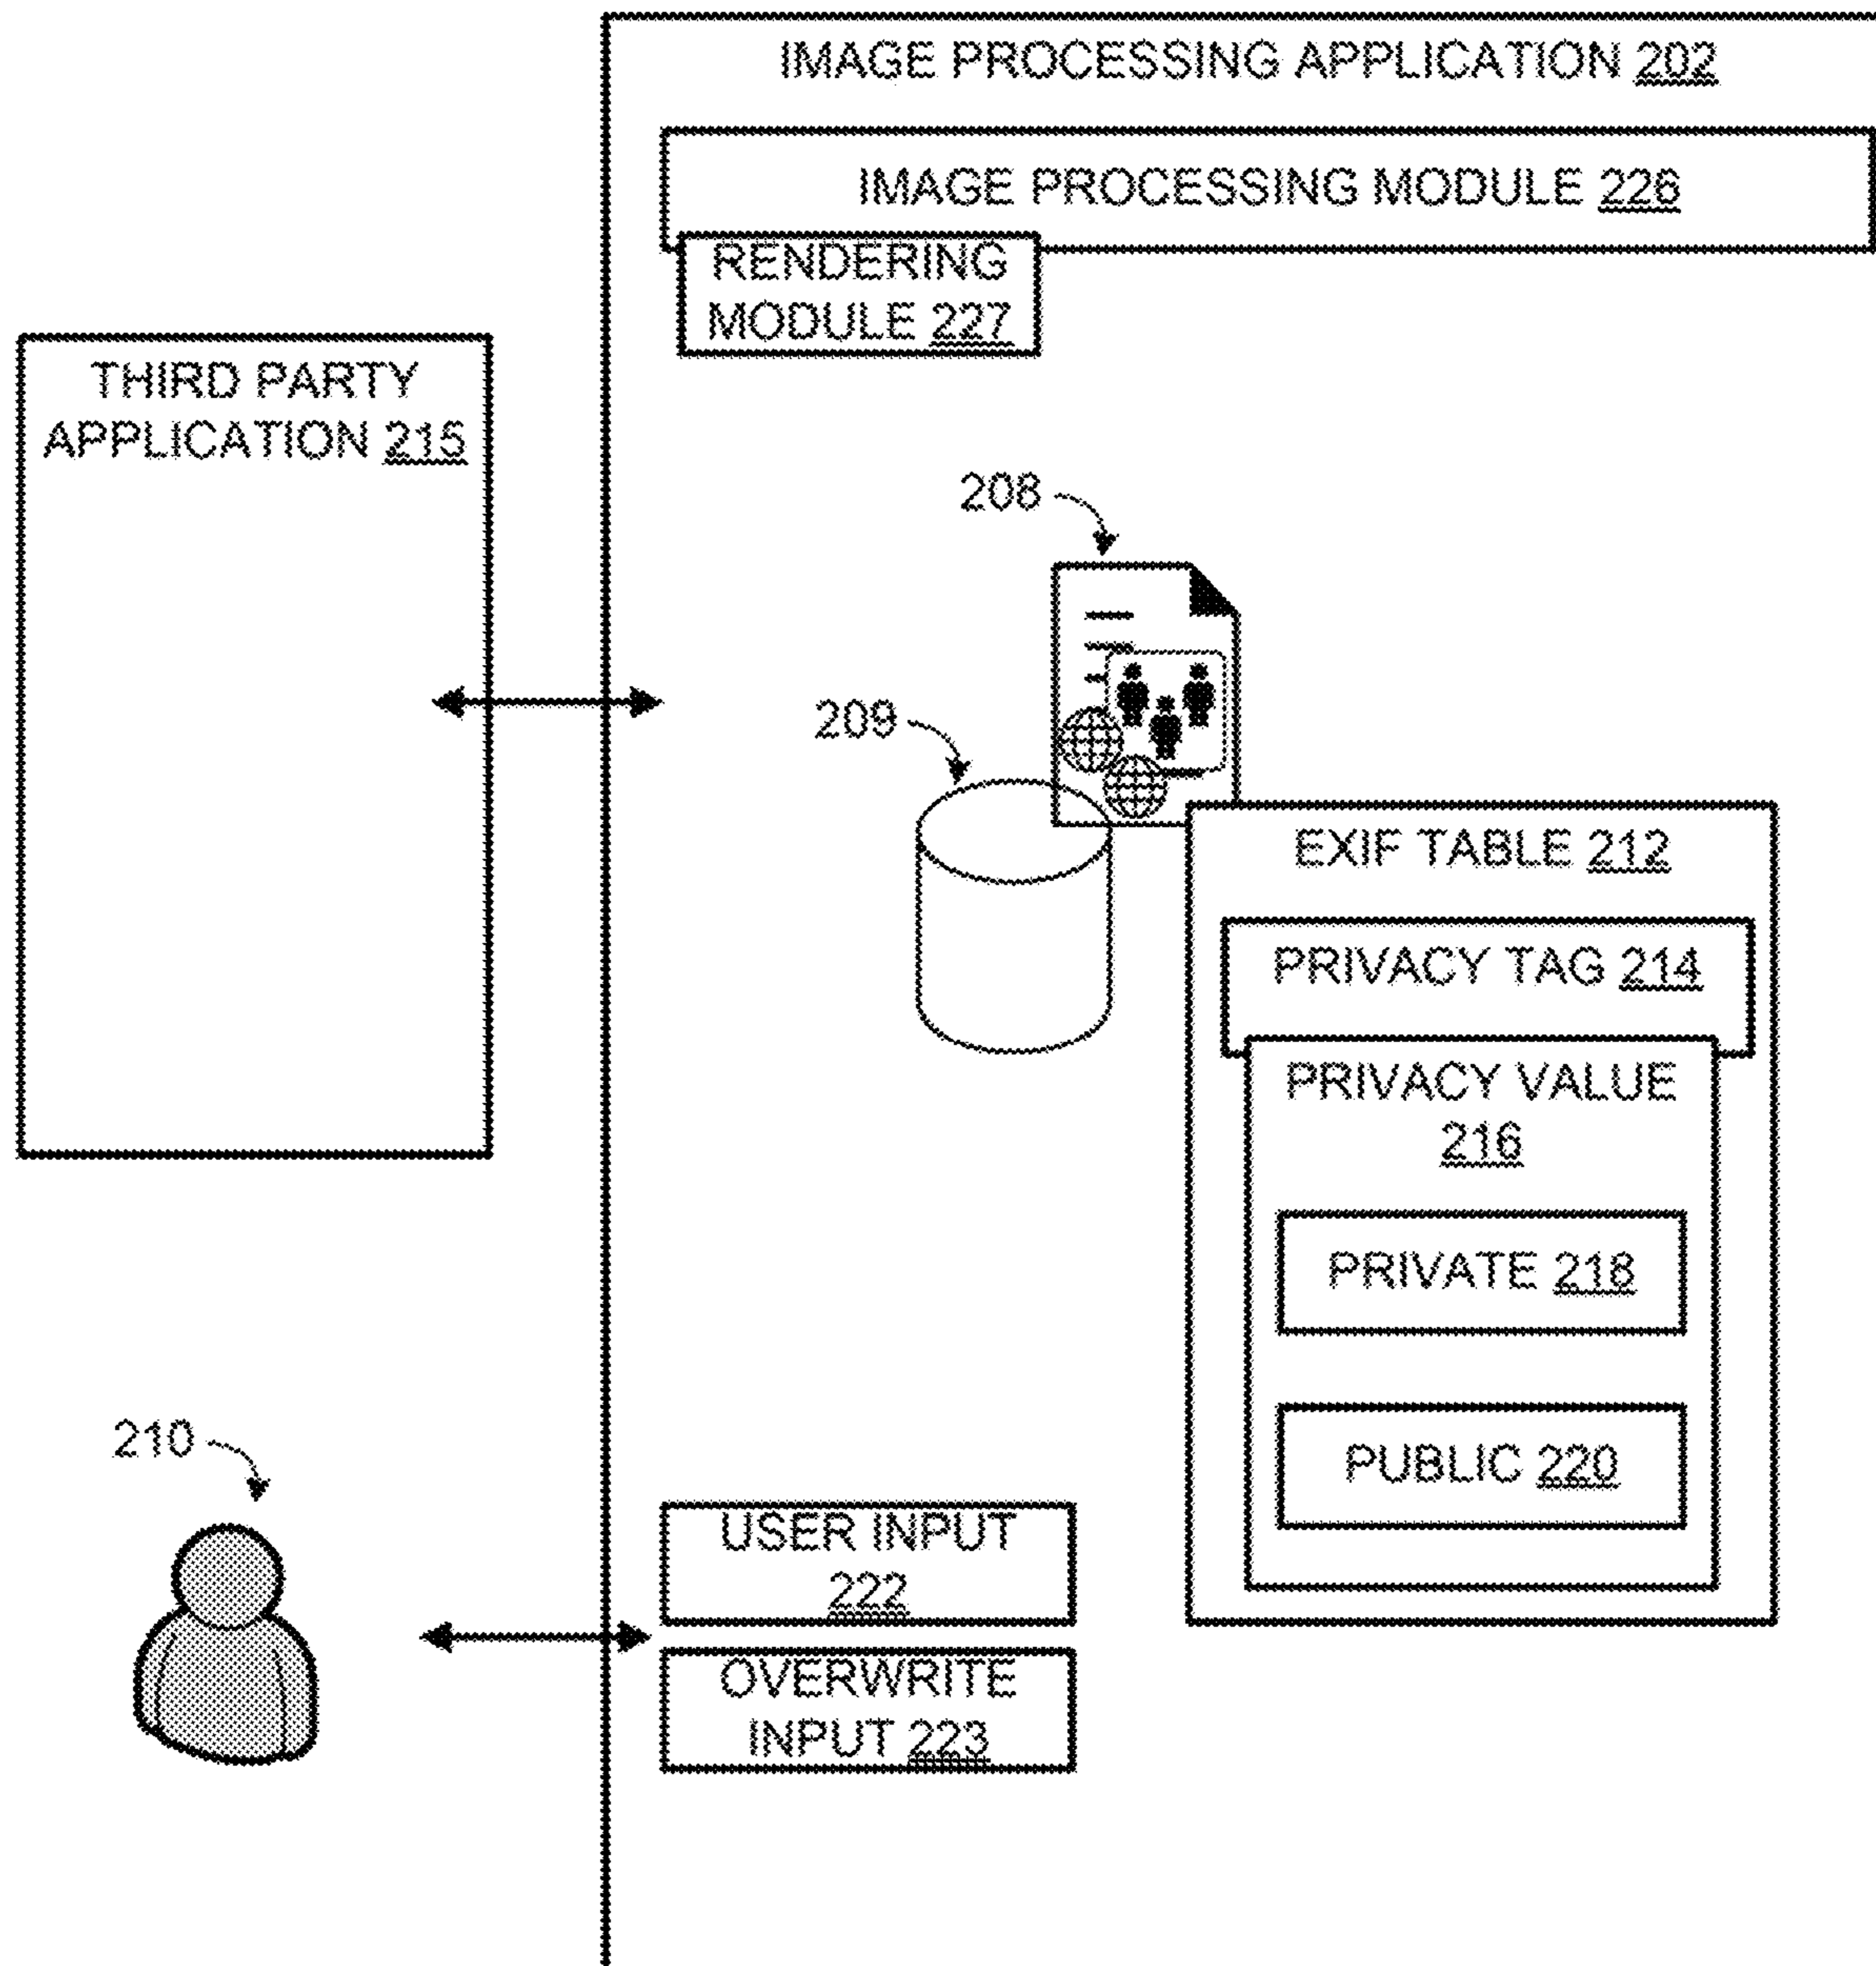 IMAGE PROCESSING APPLICATION 202
IMAGE PROCESSING MODULE 226
RENDERING
MODULE 227
THIRD PARTY
APPLICATION 215
208
209
EXIF TABLE 212
PRIVACY TAG 214
PRIVACY VALUE
216
PRIVATE 218
PUBLIC 220
210
USER INPUT
222
OVERWRITE
INPUT 223